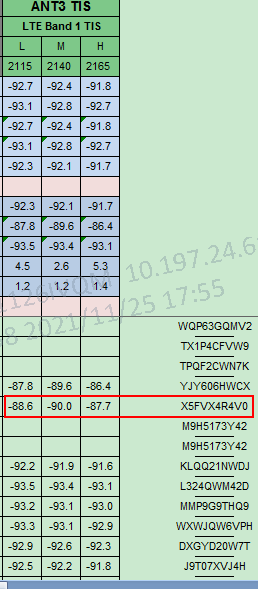 ANT3 TIS
LTE Band 1 TIS
L M H
2115 2140 2165
-92.7 -92.4 -91.8
-93.1 -92.8 -92.7
-92.7 -92.4 -91.8
-93.1 -92.8 -92.7
-92.3 -92.1 -91.7
-92.3 -92.1 -91.7
-87.8 -89.6 -86.4
-93.5 -93.4 -93.1
4.5 2.6 5.3
1.2 1.2 1.4
10.197.24.6
2021/11/25 17:55
WQP63GQMV2
TX1P4CFVW9
TPQF2CWN7K
-87.8 -89.6 -86.4 YJY606HWCX
-88.6 -90.0 -87.7 X5FVX4R4V0
M9H5173Y42
M9H5173Y42
-92.2 -91.9 -91.6 KLQQ21NWDJ
-93.5 -93.4 -93.1 L324QWM42D
-93.2 -93.1 -93.0 MMP9G9THQ9
-93.3 -93.1 -92.9 WXWJQW6VPH
-92.9 -92.6 -92.3 DXGYD20W7T
-92.5 -92.2 -91.8 J9T07XVJ4H